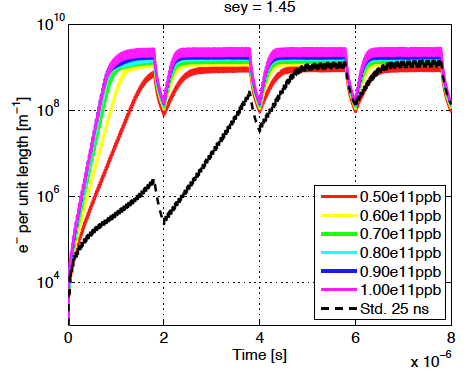 sey = 1.45
10^10
10^8
10^6
10^4
e^- per unit length [m^-1]
0.50e11ppb
0.60e11ppb
0.70e11ppb
0.80e11ppb
0.90e11ppb
1.00e11ppb
Std. 25 ns
0 2 4 6 8
Time [s]
x 10^-6